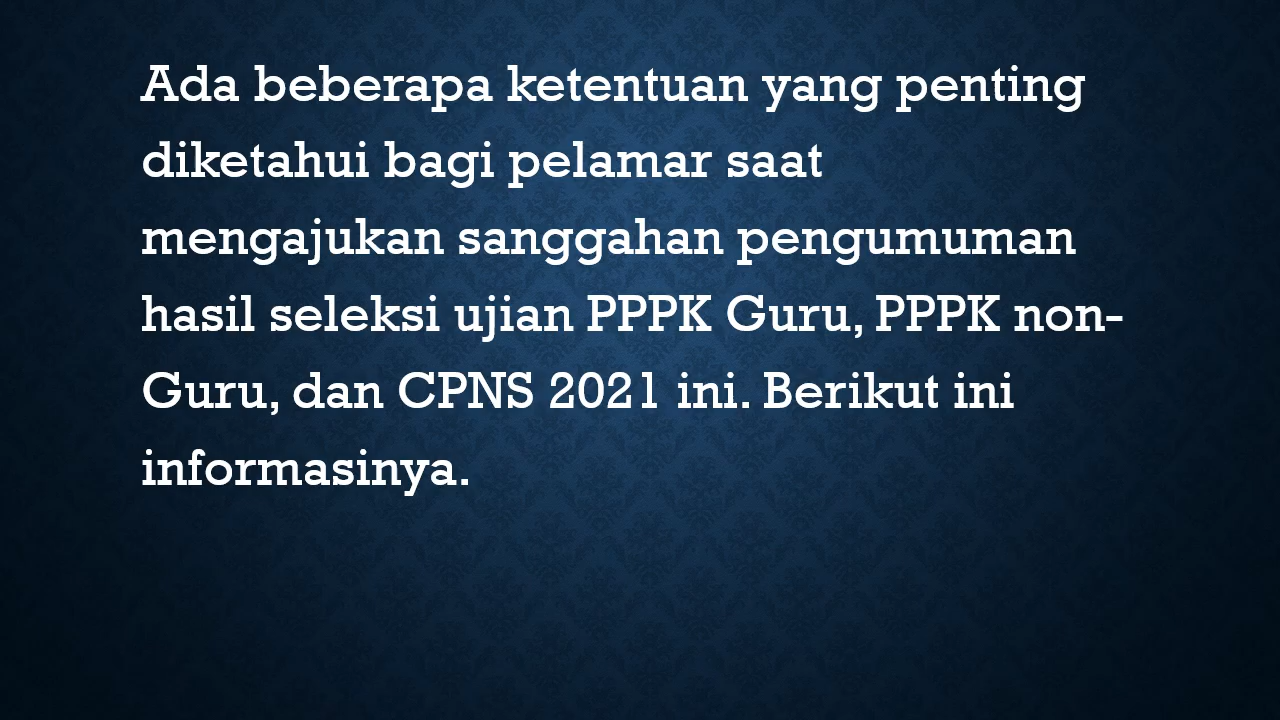 Ada beberapa ketentuan yang penting
diketahui bagi pelamar saat
mengajukan sanggahan pengumuman
hasil seleksi ujian PPPK Guru, PPPK non-
Guru, dan CPNS 2021 ini. Berikut ini
informasinya.